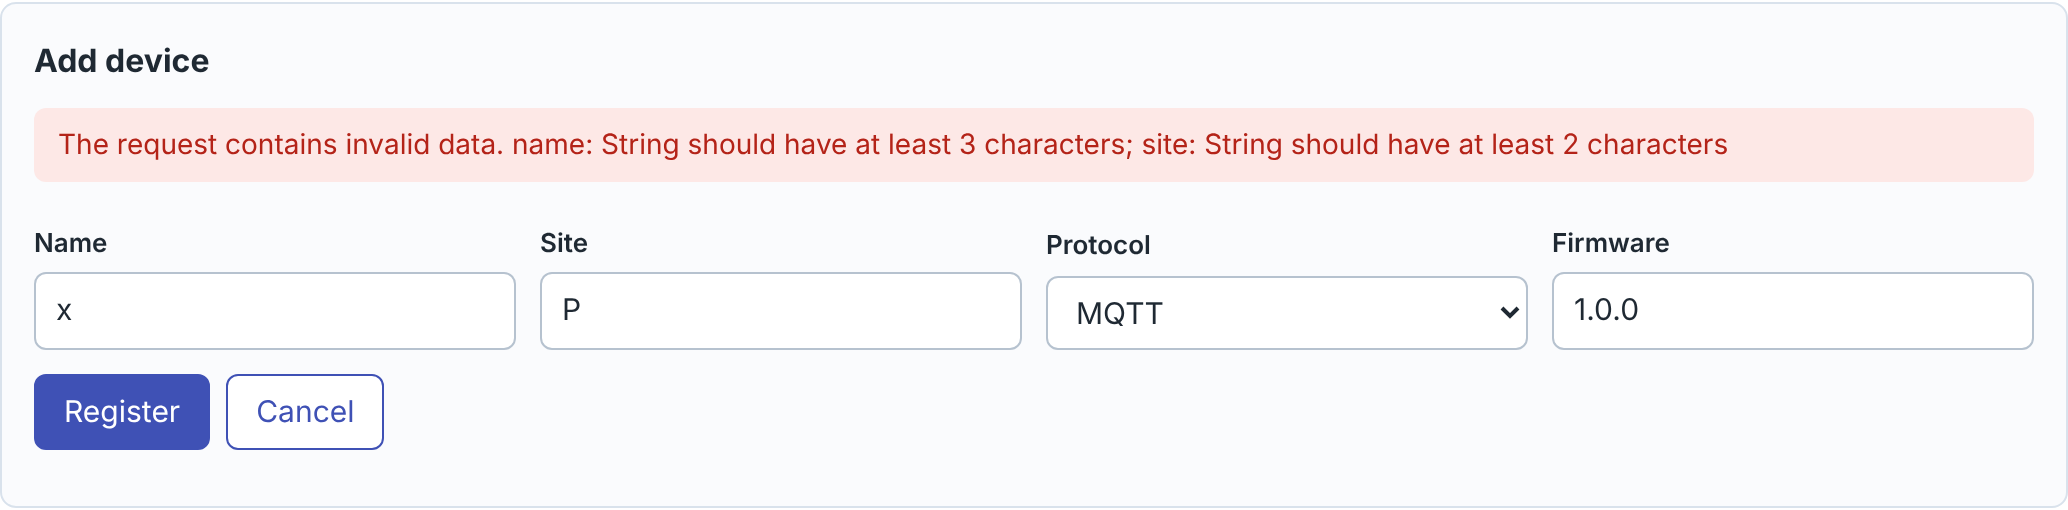 Add device
The request contains invalid data. name: String should have at least 3 characters; site: String should have at least 2 characters
Name
Site
Protocol
Firmware
x
P
MQTT
1.0.0
Register
Cancel